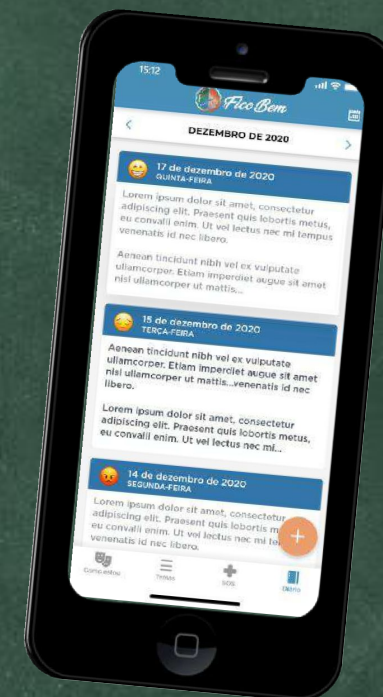 15:12
Fico Bem
DEZEMBRO DE 2020
17 de dezembro de 2020
QUINTA-FEIRA
Lorem ipsum dolor sit amet, consectetur
adipiscing elit. Praesent quis lobortis metus,
eu convalli enim. Ut vel lectus nec mi tempus
venenatis id nec libero.
Aenean tincidunt nibh vel ex vulputate
ullamcorper. Etiam imperdiet augue sit amet
nisl ullamcorper ut mattis...
15 de dezembro de 2020
TERÇA-FEIRA
Aenean tincidunt nibh vel ex vulputate
ullamcorper. Etiam imperdiet augue sit amet
nisl ullamcorper ut mattis...venenatis id nec
libero.
Lorem ipsum dolor sit amet, consectetur
adipiscing elit. Praesent quis lobortis metus,
eu convalli enim. Ut vel lectus nec mi...
14 de dezembro de 2020
SEGUNDA-FEIRA
Lorem ipsum dolor sit amet, consectetur
adipiscing elit. Praesent quis lobortis m
eu convalli enim. Ut vel lectus nec mi te
venenatis id nec libero.
Temas
SOS
Diário